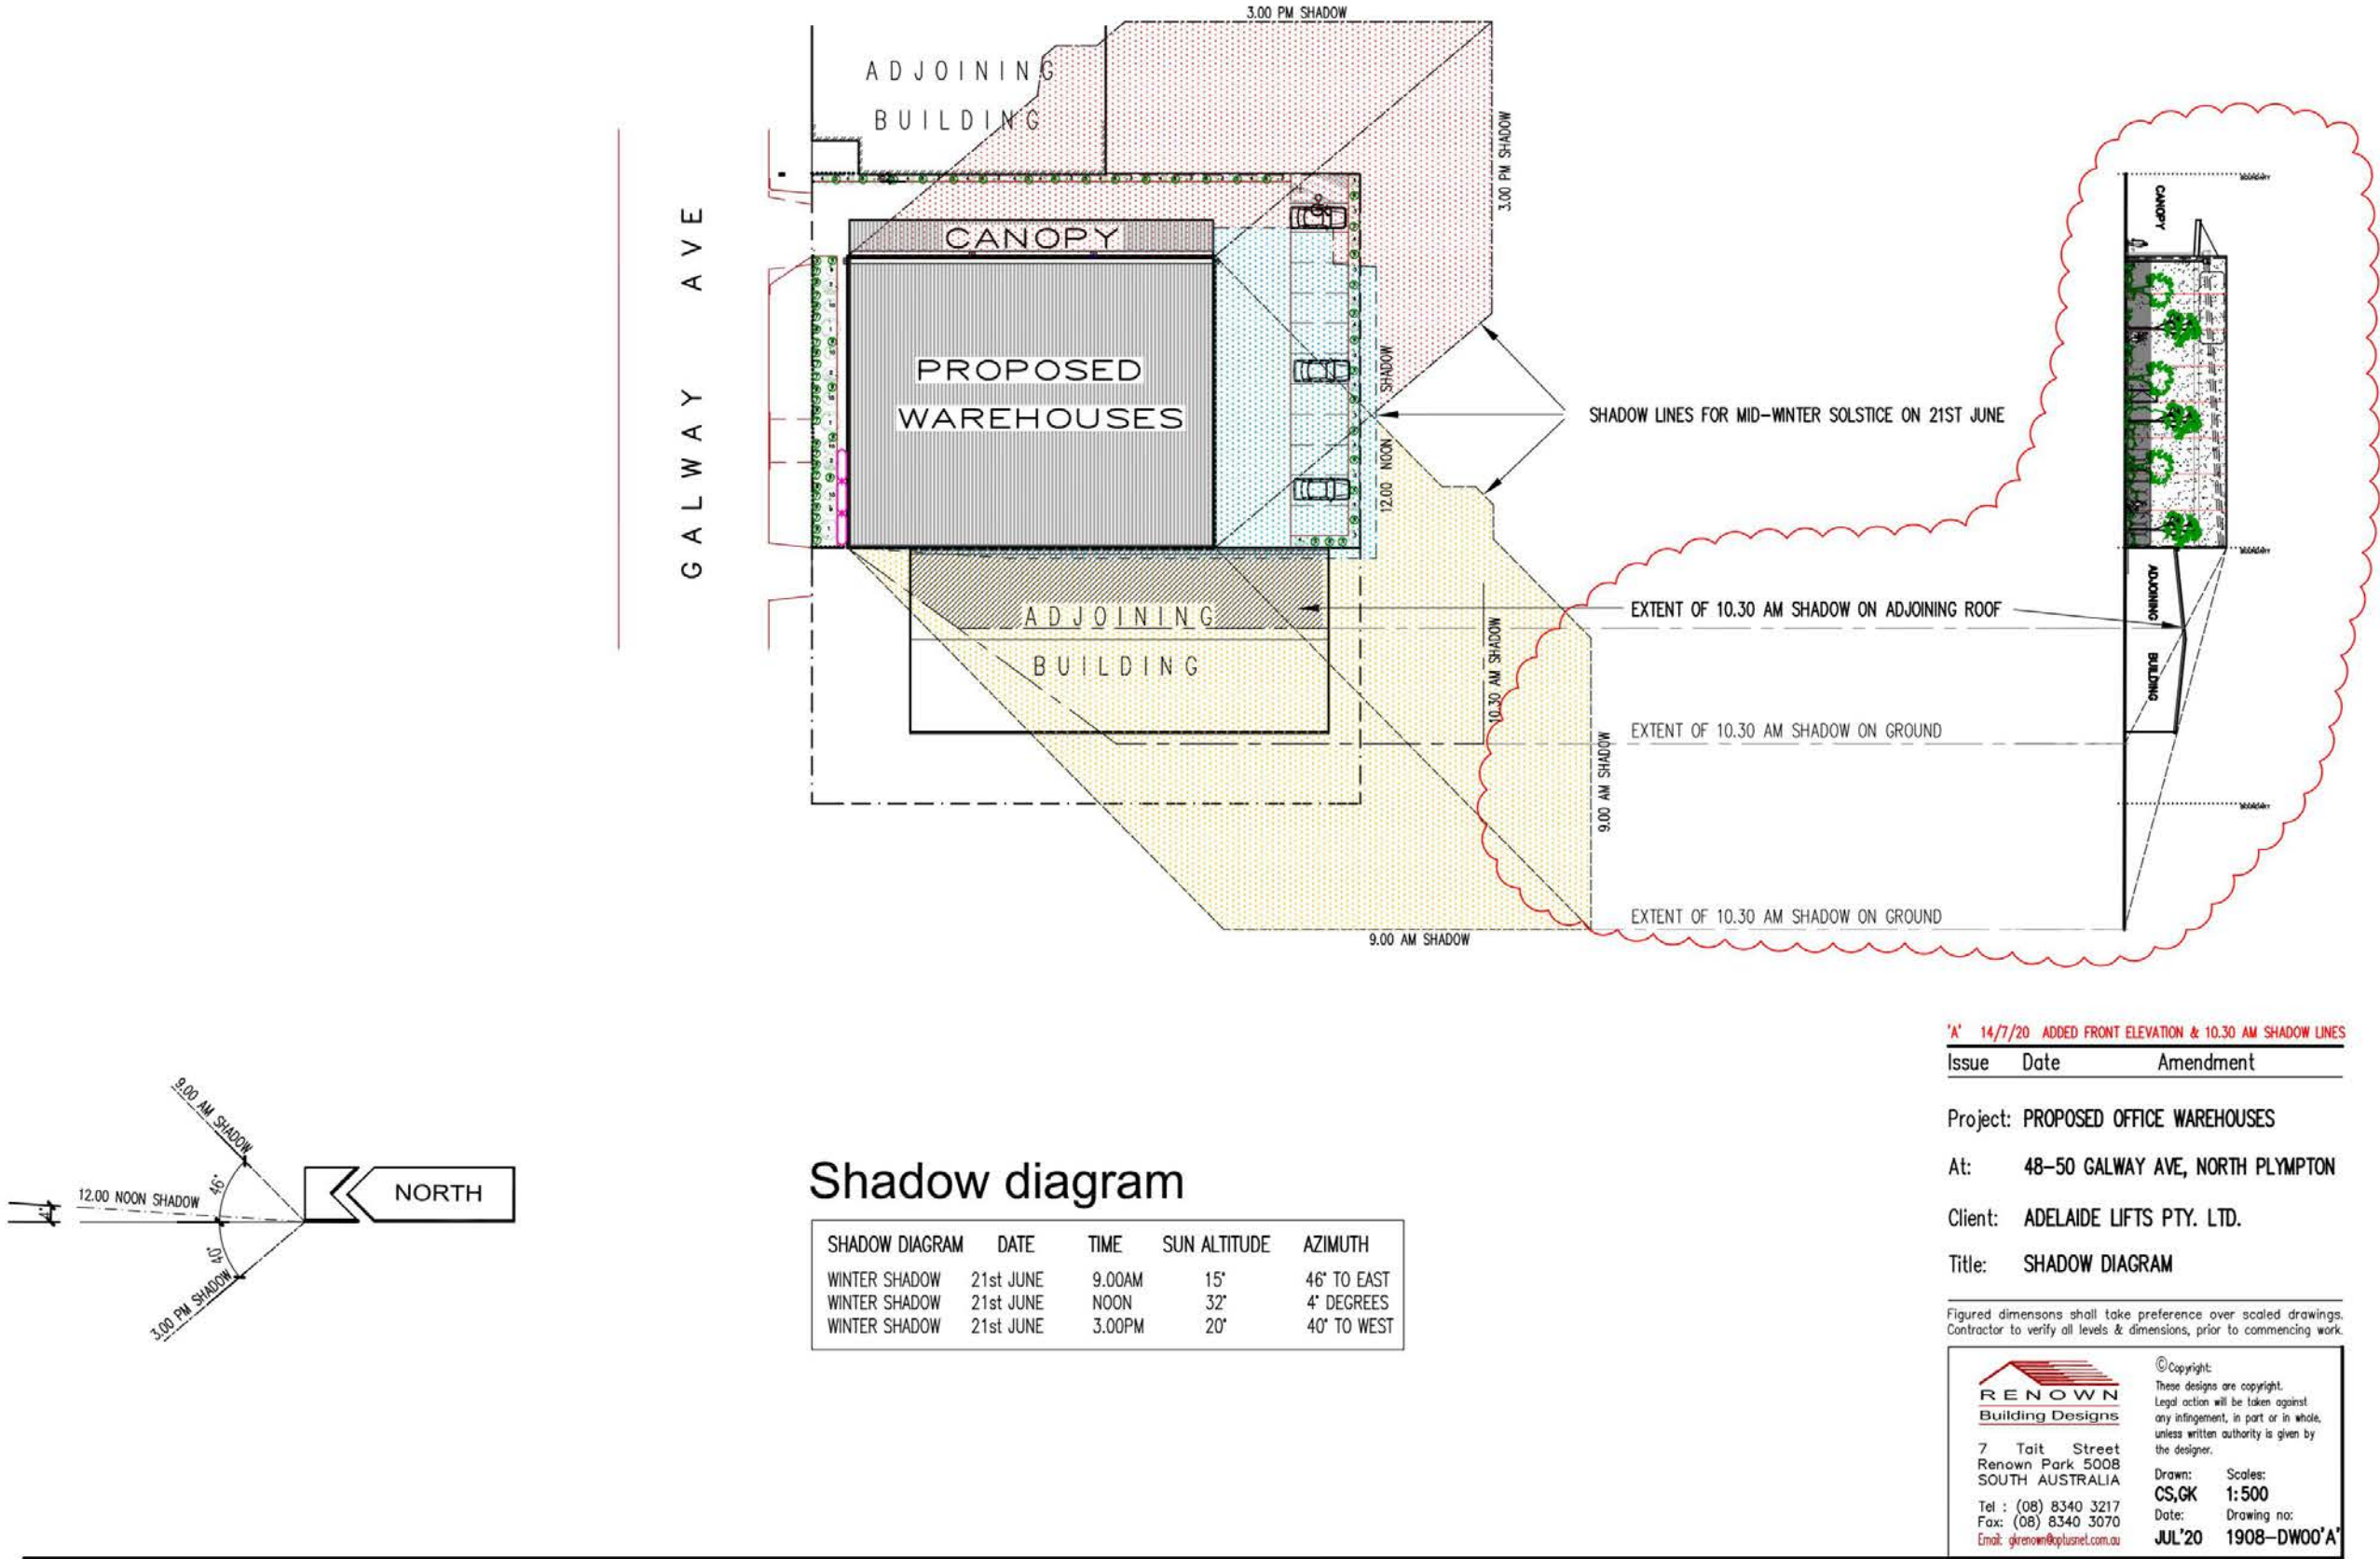 3.00 PM SHADOW
ADJOINING
BUILDING
3.00 PM SHADOW
CANOPY
GALWAY AVE
PROPOSED
WAREHOUSES
12.00 NOON SHADOW
SHADOW LINES FOR MID-WINTER SOLSTICE ON 21ST JUNE
ADJOINING
BUILDING
10.30 AM SHADOW
EXTENT OF 10.30 AM SHADOW ON ADJOINING ROOF
EXTENT OF 10.30 AM SHADOW ON GROUND
9.00 AM SHADOW
EXTENT OF 10.30 AM SHADOW ON GROUND
9.00 AM SHADOW
BOUNDARY
CANOPY
BOUNDARY
ADJOINING BUILDING
BOUNDARY
9.00 AM SHADOW
46°
12.00 NOON SHADOW
4°
40°
3.00 PM SHADOW
NORTH
Shadow diagram
SHADOW DIAGRAM DATE TIME SUN ALTITUDE AZIMUTH
WINTER SHADOW 21st JUNE 9.00AM 15° 46° TO EAST
WINTER SHADOW 21st JUNE NOON 32° 4° DEGREES
WINTER SHADOW 21st JUNE 3.00PM 20° 40° TO WEST
'A' 14/7/20 ADDED FRONT ELEVATION & 10.30 AM SHADOW LINES
Issue Date Amendment
Project: PROPOSED OFFICE WAREHOUSES
At: 48-50 GALWAY AVE, NORTH PLYMPTON
Client: ADELAIDE LIFTS PTY. LTD.
Title: SHADOW DIAGRAM
Figured dimensons shall take preference over scaled drawings.
Contractor to verify all levels & dimensions, prior to commencing work.
RENOWN
Building Designs
7 Tait Street
Renown Park 5008
SOUTH AUSTRALIA
Tel : (08) 8340 3217
Fax: (08) 8340 3070
Email: gkrenown@optusnet.com.au
© Copyright:
These designs are copyright.
Legal action will be taken against
any infingement, in part or in whole,
unless written authority is given by
the designer.
Drawn: Scales:
CS,GK 1:500
Date: Drawing no:
JUL'20 1908-DW00'A'